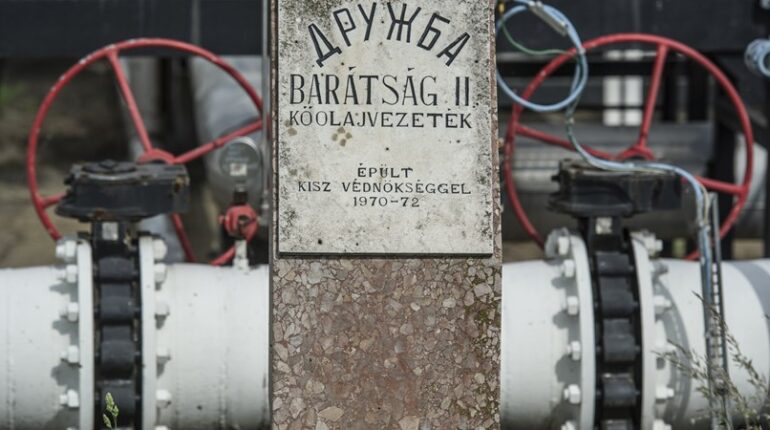 ДРУЖБА
BARÁTSÁG II.
KŐOLAJVEZETÉK
ÉPÜLT
KISZ VÉDNÖKSÉGGEL
1970-72